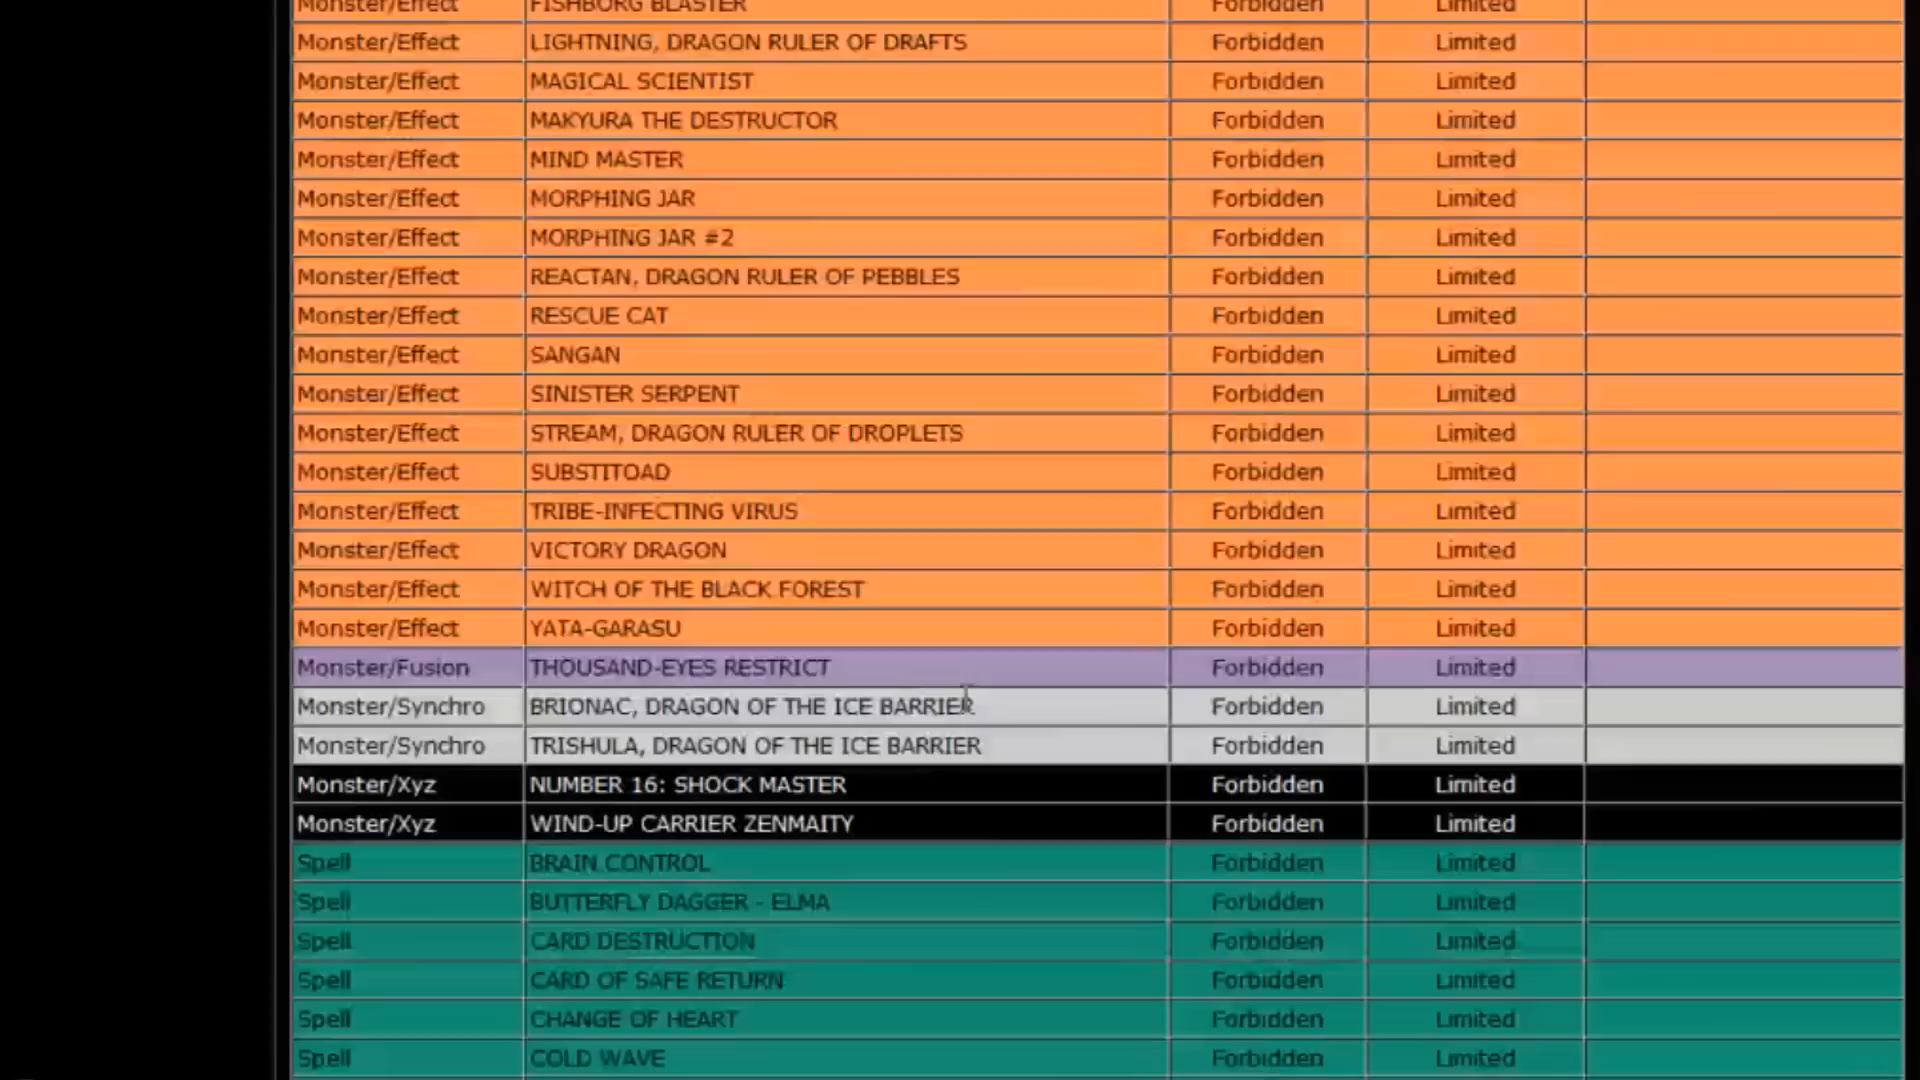 Monster/Effect FISHBORG BLASTER Forbidden Limited
Monster/Effect LIGHTNING, DRAGON RULER OF DRAFTS Forbidden Limited
Monster/Effect MAGICAL SCIENTIST Forbidden Limited
Monster/Effect MAKYURA THE DESTRUCTOR Forbidden Limited
Monster/Effect MIND MASTER Forbidden Limited
Monster/Effect MORPHING JAR Forbidden Limited
Monster/Effect MORPHING JAR #2 Forbidden Limited
Monster/Effect REACTAN, DRAGON RULER OF PEBBLES Forbidden Limited
Monster/Effect RESCUE CAT Forbidden Limited
Monster/Effect SANGAN Forbidden Limited
Monster/Effect SINISTER SERPENT Forbidden Limited
Monster/Effect STREAM, DRAGON RULER OF DROPLETS Forbidden Limited
Monster/Effect SUBSTITOAD Forbidden Limited
Monster/Effect TRIBE-INFECTING VIRUS Forbidden Limited
Monster/Effect VICTORY DRAGON Forbidden Limited
Monster/Effect WITCH OF THE BLACK FOREST Forbidden Limited
Monster/Effect YATA-GARASU Forbidden Limited
Monster/Fusion THOUSAND-EYES RESTRICT Forbidden Limited
Monster/Synchro BRIONAC, DRAGON OF THE ICE BARRIER Forbidden Limited
Monster/Synchro TRISHULA, DRAGON OF THE ICE BARRIER Forbidden Limited
Monster/Xyz NUMBER 16: SHOCK MASTER Forbidden Limited
Monster/Xyz WIND-UP CARRIER ZENMAITY Forbidden Limited
Spell BRAIN CONTROL Forbidden Limited
Spell BUTTERFLY DAGGER - ELMA Forbidden Limited
Spell CARD DESTRUCTION Forbidden Limited
Spell CARD OF SAFE RETURN Forbidden Limited
Spell CHANGE OF HEART Forbidden Limited
Spell COLD WAVE Forbidden Limited